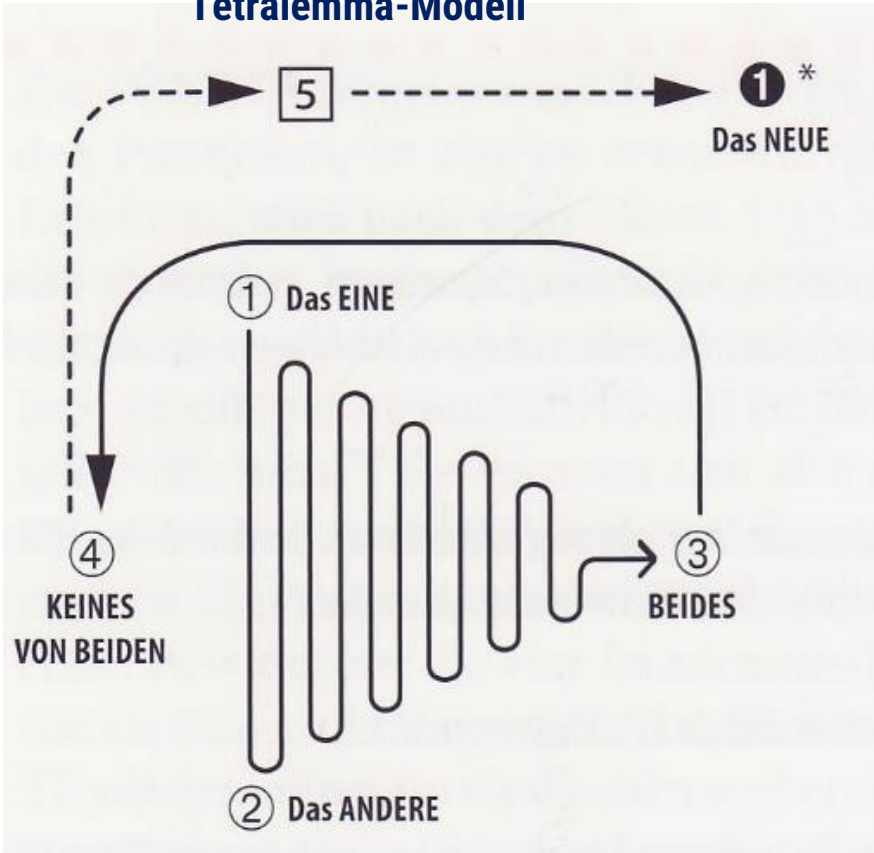 Tetralemma-Modell
5
❶ *
Das NEUE
① Das EINE
④
KEINES
VON BEIDEN
③
BEIDES
② Das ANDERE